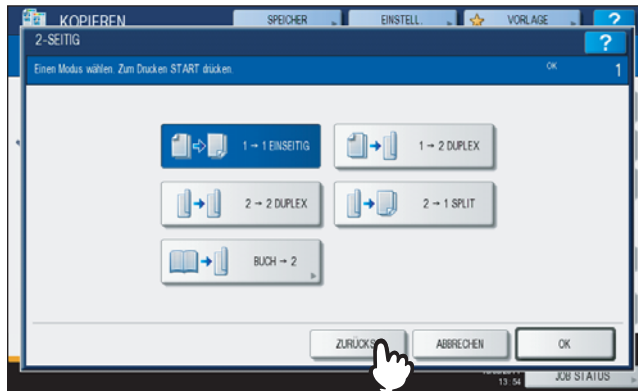 KOPIEREN SPEICHER EINSTELL. VORLAGE ?
2-SEITIG ?
Einen Modus wählen. Zum Drucken START drücken. OK 1
1 → 1 EINSEITIG 1 → 2 DUPLEX
2 → 2 DUPLEX 2 → 1 SPLIT
BUCH → 2
ABBRECHEN OK
13:54 JOB STATUS